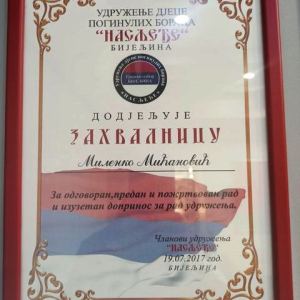 УДРУЖЕЊЕ ДЈЕЦЕ
ПОГИНУЛИХ БОРАЦА
"НАСЉЕЂЕ"
БИЈЕЉИНА
ДОДЈЕЉУЈЕ
ЗАХВАЛНИЦУ
Миленко Мићановић
За одговоран,предан и пожртвован рад
и изузетан допринос за рад удружења.
Чланови удружења
"НАСЉЕЂЕ"
19.07.2017 год.
БИЈЕЉИНА